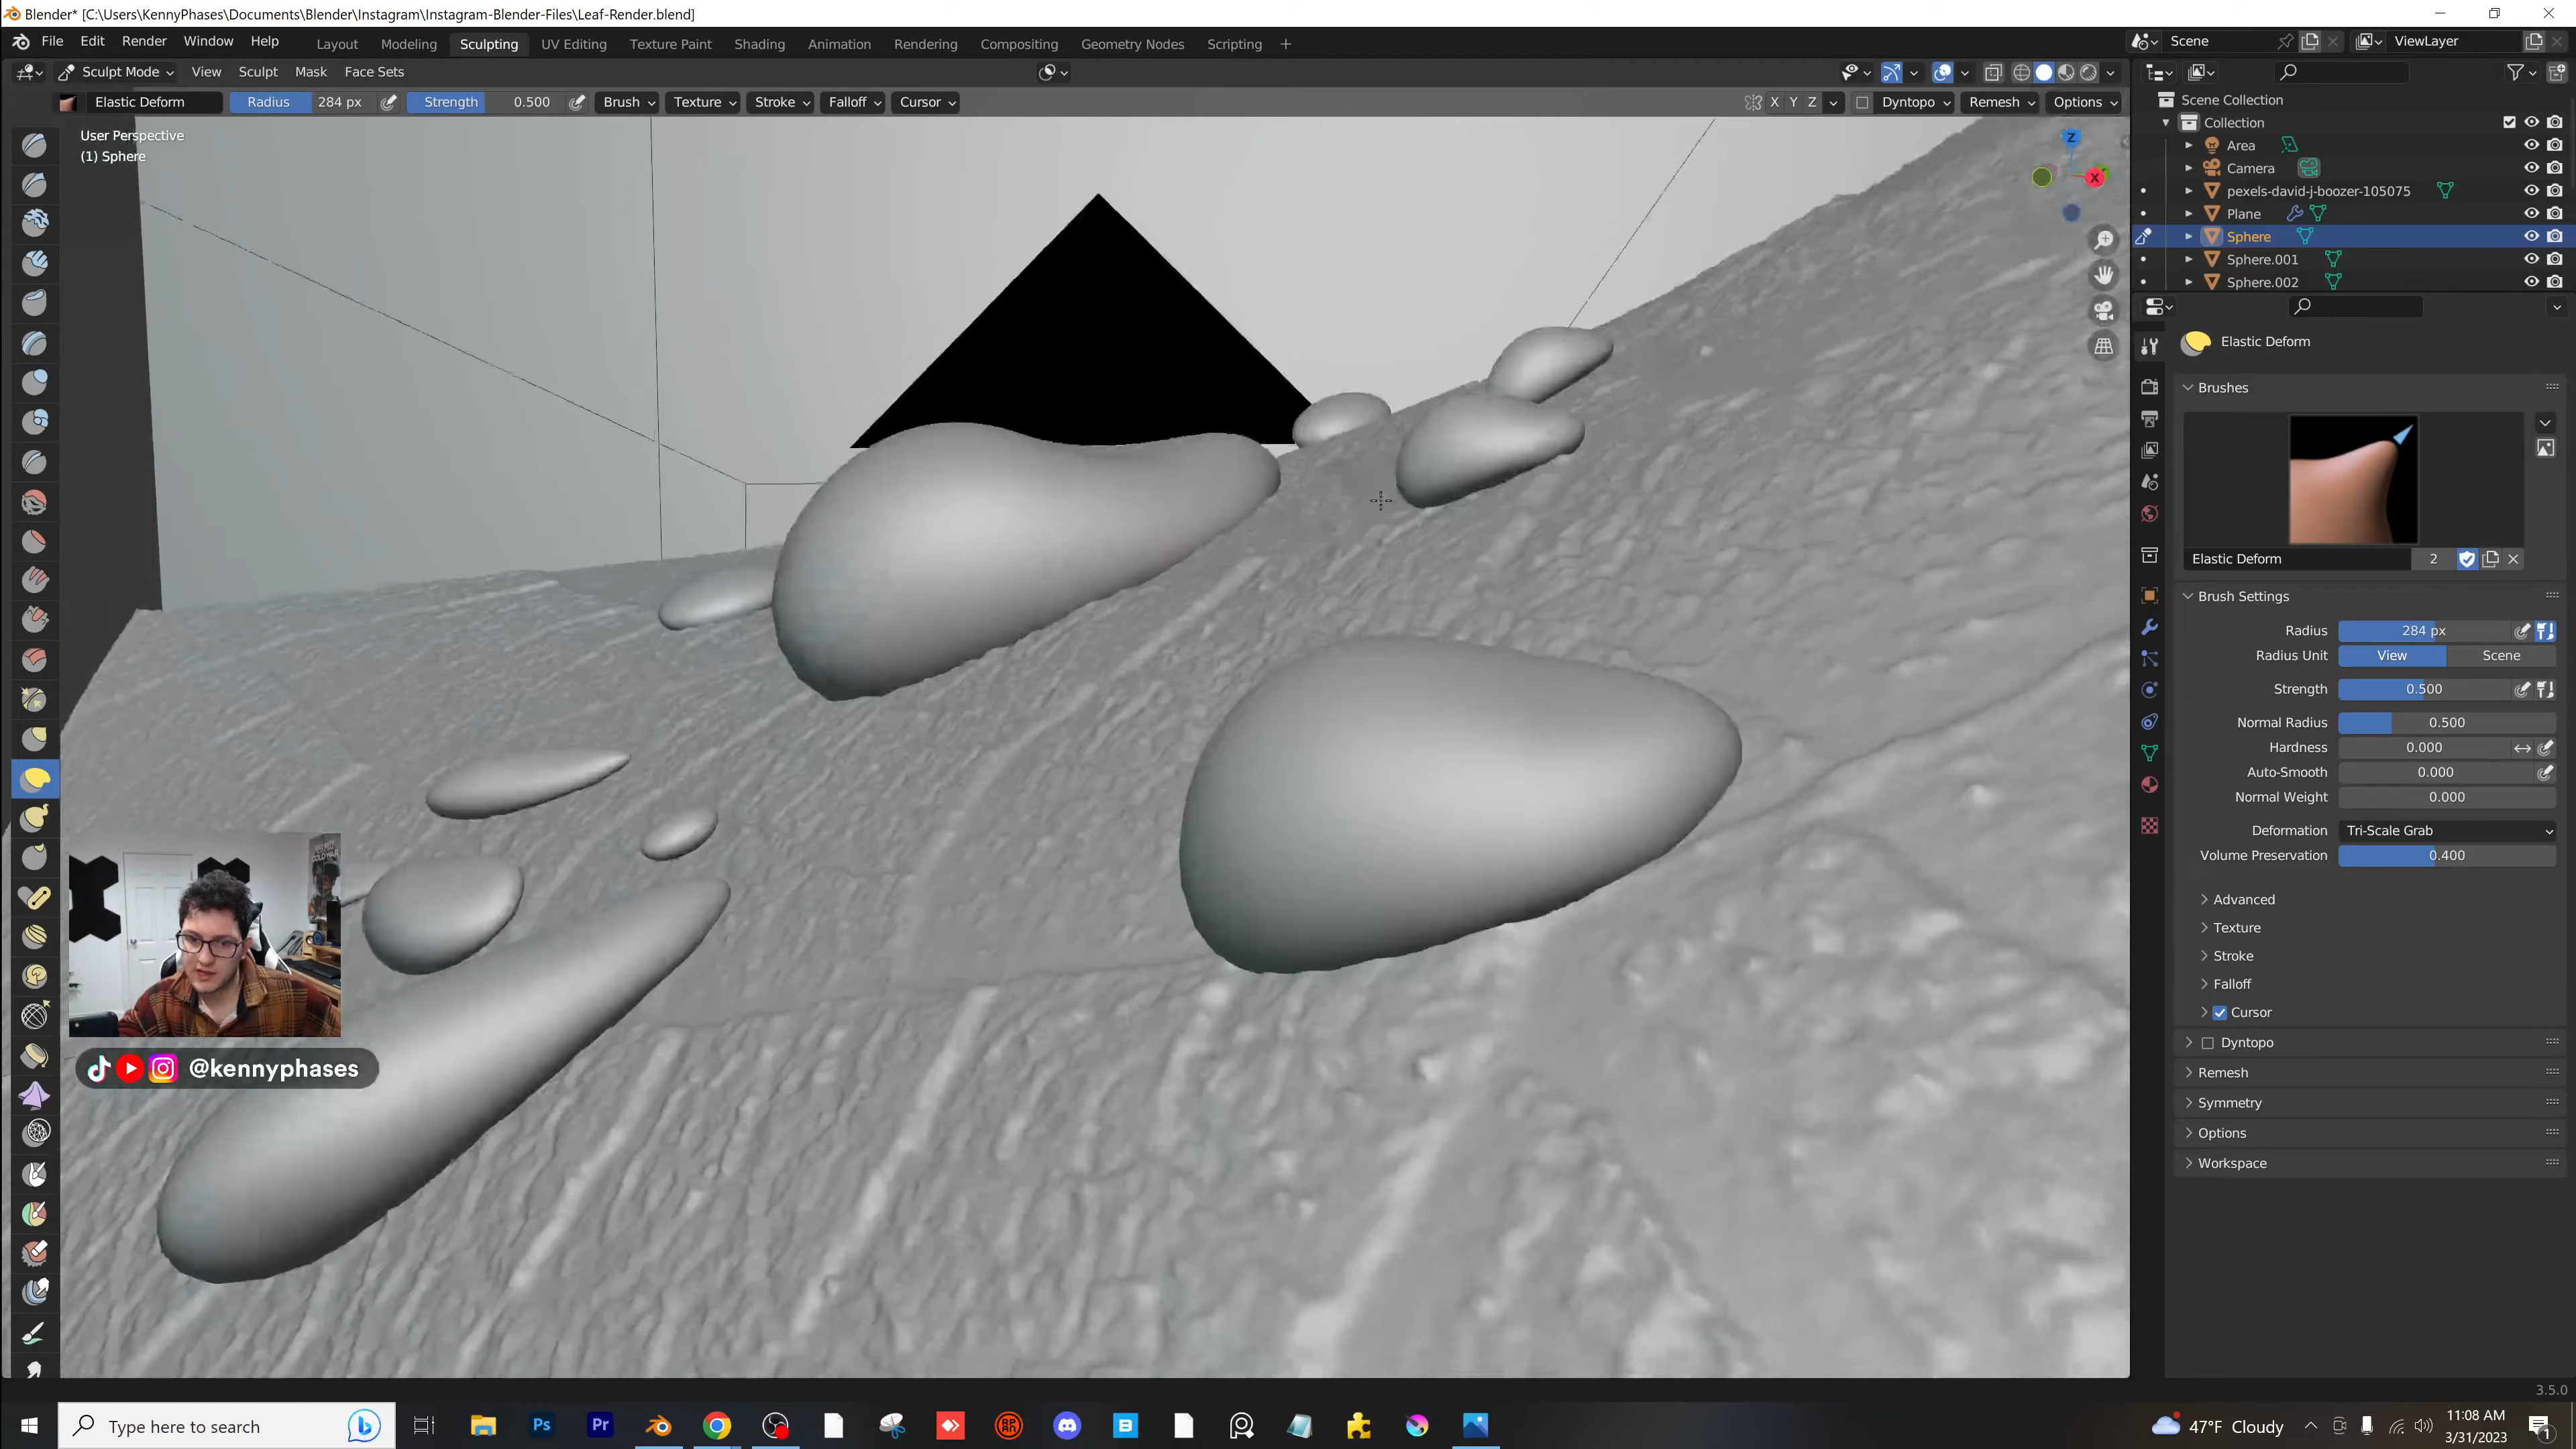 Blender* [C:\Users\KennyPhases\Documents\Blender\Instagram\Instagram-Blender-Files\Leaf-Render.blend]
File Edit Render Window Help Layout Modeling Sculpting UV Editing Texture Paint Shading Animation Rendering Compositing Geometry Nodes Scripting + Scene ViewLayer
Sculpt Mode View Sculpt Mask Face Sets
Elastic Deform Radius 284 px Strength 0.500 Brush Texture Stroke Falloff Cursor X Y Z Dyntopo Remesh Options
User Perspective
(1) Sphere
Z
X
Scene Collection
Collection
Area
Camera
pexels-david-j-boozer-105075
Plane
Sphere
Sphere.001
Sphere.002
Elastic Deform
Brushes
Elastic Deform 2
Brush Settings
Radius 284 px
Radius Unit View Scene
Strength 0.500
Normal Radius 0.500
Hardness 0.000
Auto-Smooth 0.000
Normal Weight 0.000
Deformation Tri-Scale Grab
Volume Preservation 0.400
Advanced
Texture
Stroke
Falloff
Cursor
Dyntopo
Remesh
Symmetry
Options
Workspace
@kennyphases
3.5.0
Type here to search
Ps
Pr
B
47°F Cloudy
11:08 AM
3/31/2023
1